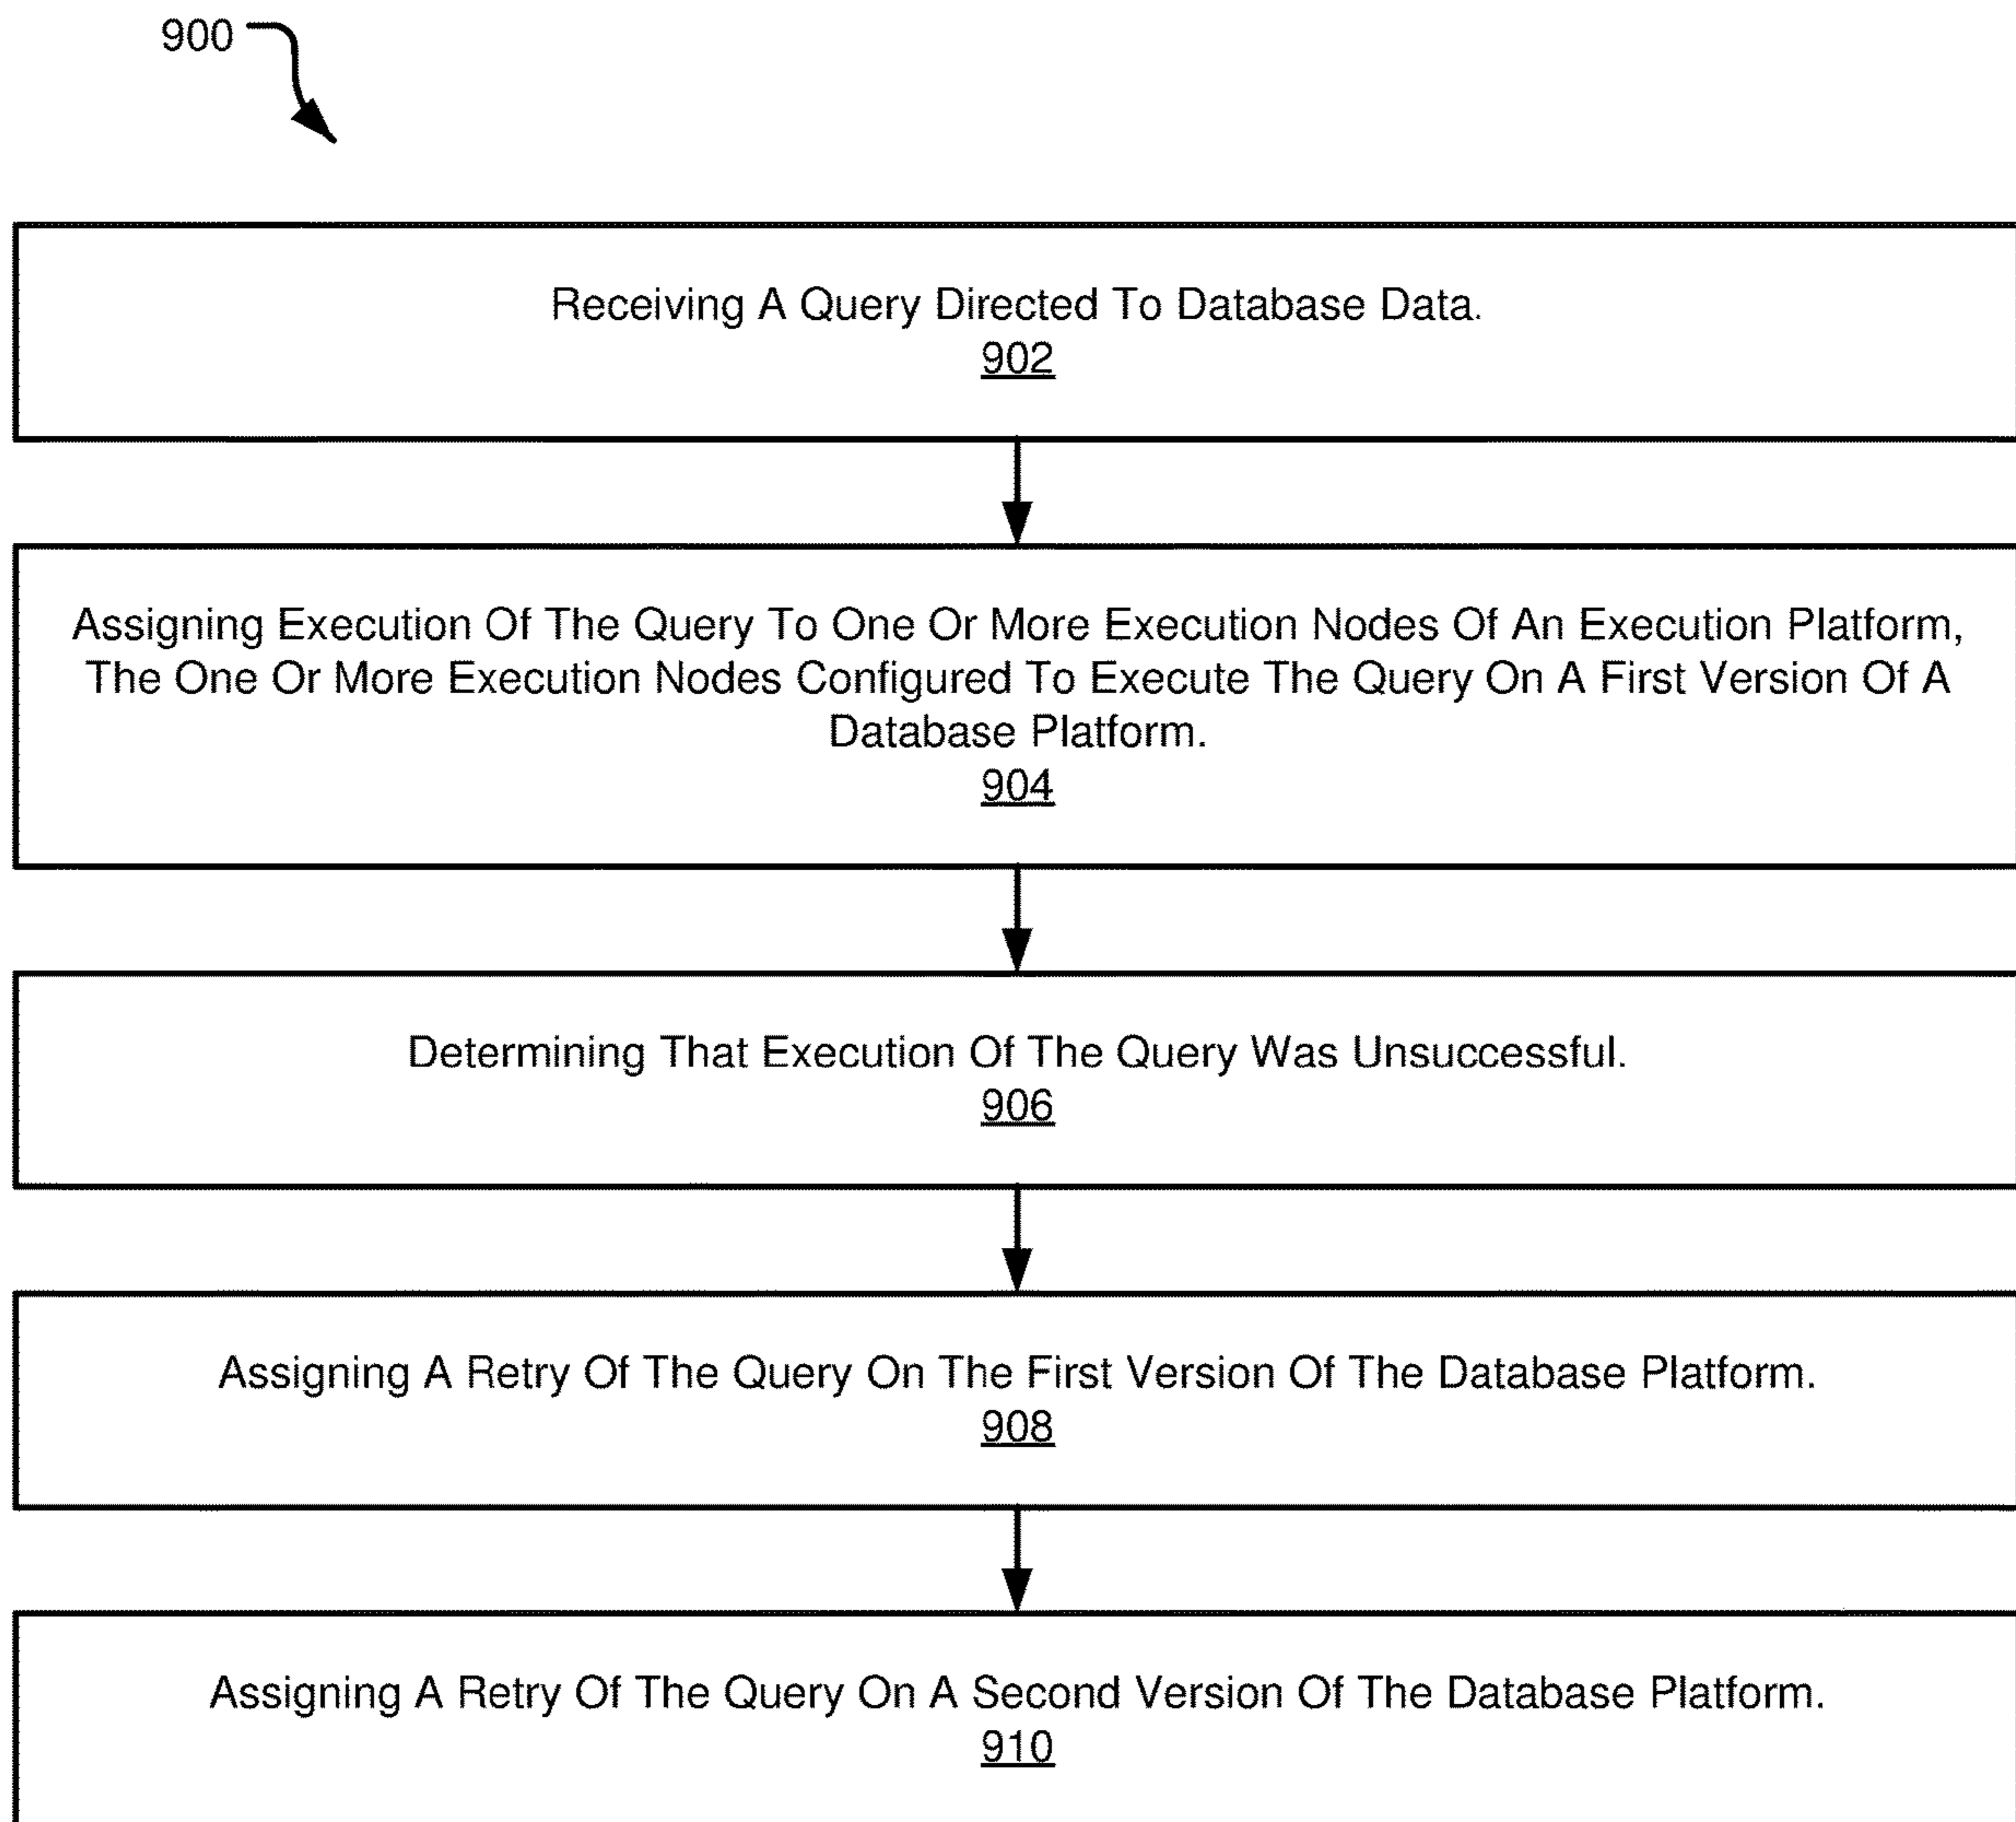 900
Receiving A Query Directed To Database Data.
902
Assigning Execution Of The Query To One Or More Execution Nodes Of An Execution Platform,
The One Or More Execution Nodes Configured To Execute The Query On A First Version Of A
Database Platform.
904
Determining That Execution Of The Query Was Unsuccessful.
906
Assigning A Retry Of The Query On The First Version Of The Database Platform.
908
Assigning A Retry Of The Query On A Second Version Of The Database Platform.
910